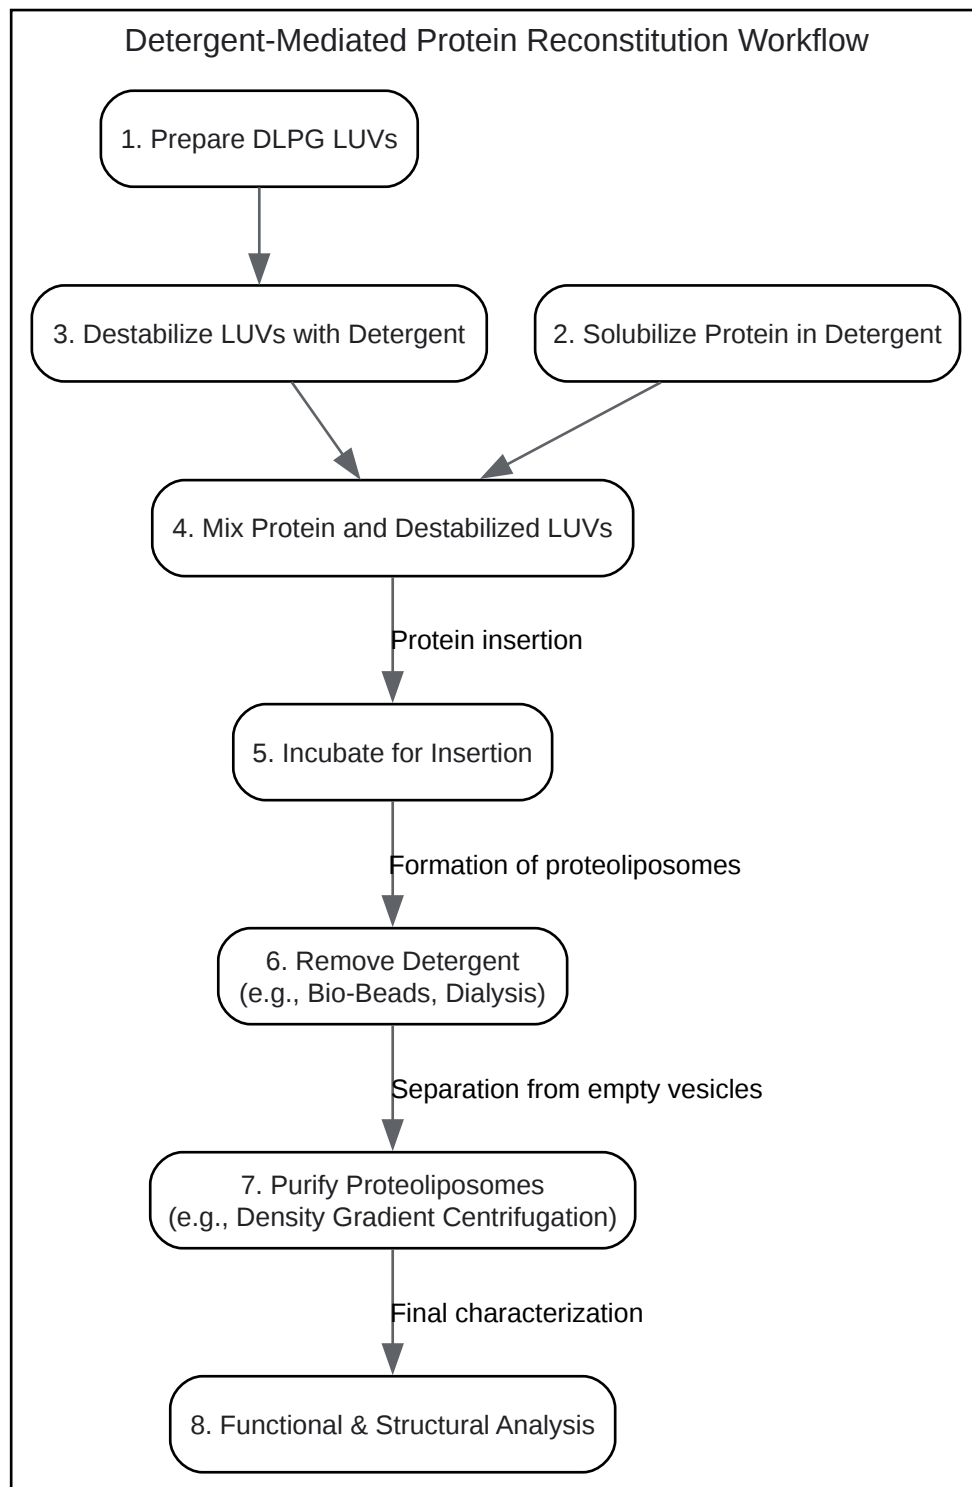 Detergent-Mediated Protein Reconstitution Workflow
1. Prepare DLPG LUVs
3. Destabilize LUVs with Detergent
2. Solubilize Protein in Detergent
4. Mix Protein and Destabilized LUVs
Protein insertion
5. Incubate for Insertion
Formation of proteoliposomes
6. Remove Detergent
(e.g., Bio-Beads, Dialysis)
Separation from empty vesicles
7. Purify Proteoliposomes
(e.g., Density Gradient Centrifugation)
Final characterization
8. Functional & Structural Analysis